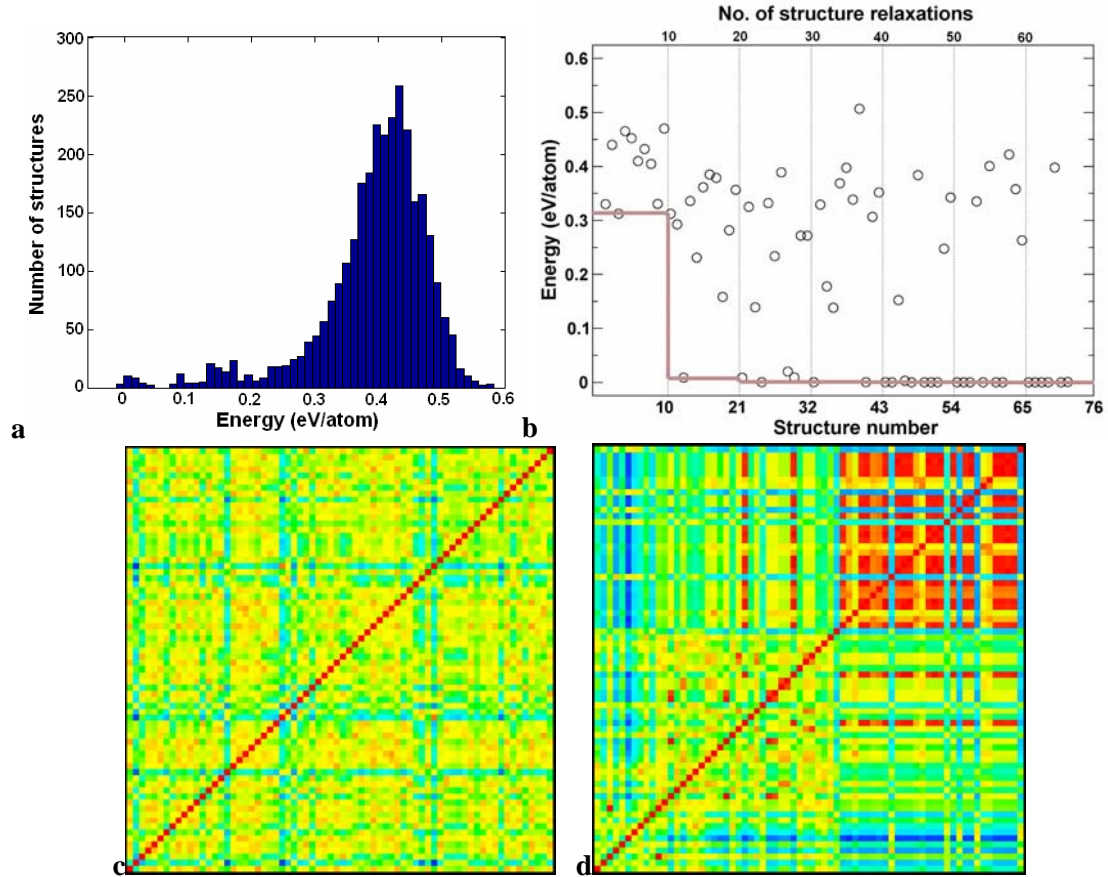 300
250
200
150
100
50
0
Number of structures
0 0.1 0.2 0.3 0.4 0.5 0.6
Energy (eV/atom)
a
No. of structure relaxations
10 20 30 40 50 60
0.6
0.5
0.4
0.3
0.2
0.1
0
Energy (eV/atom)
10 21 32 43 54 65 76
Structure number
b
c
d